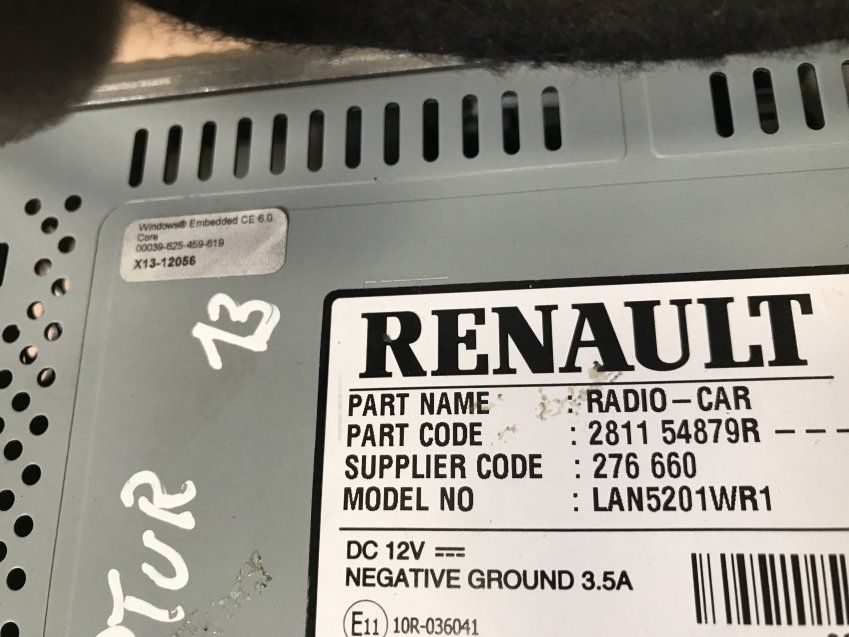 Windows® Embedded CE 6.0
Core
00039-625-459-619
X13-12056
13
RENAULT
PART NAME : RADIO-CAR
PART CODE : 2811 54879R ---
SUPPLIER CODE : 276 660
MODEL NO : LAN5201WR1
DC 12V
NEGATIVE GROUND 3.5A
E11 10R-036041
PTUR